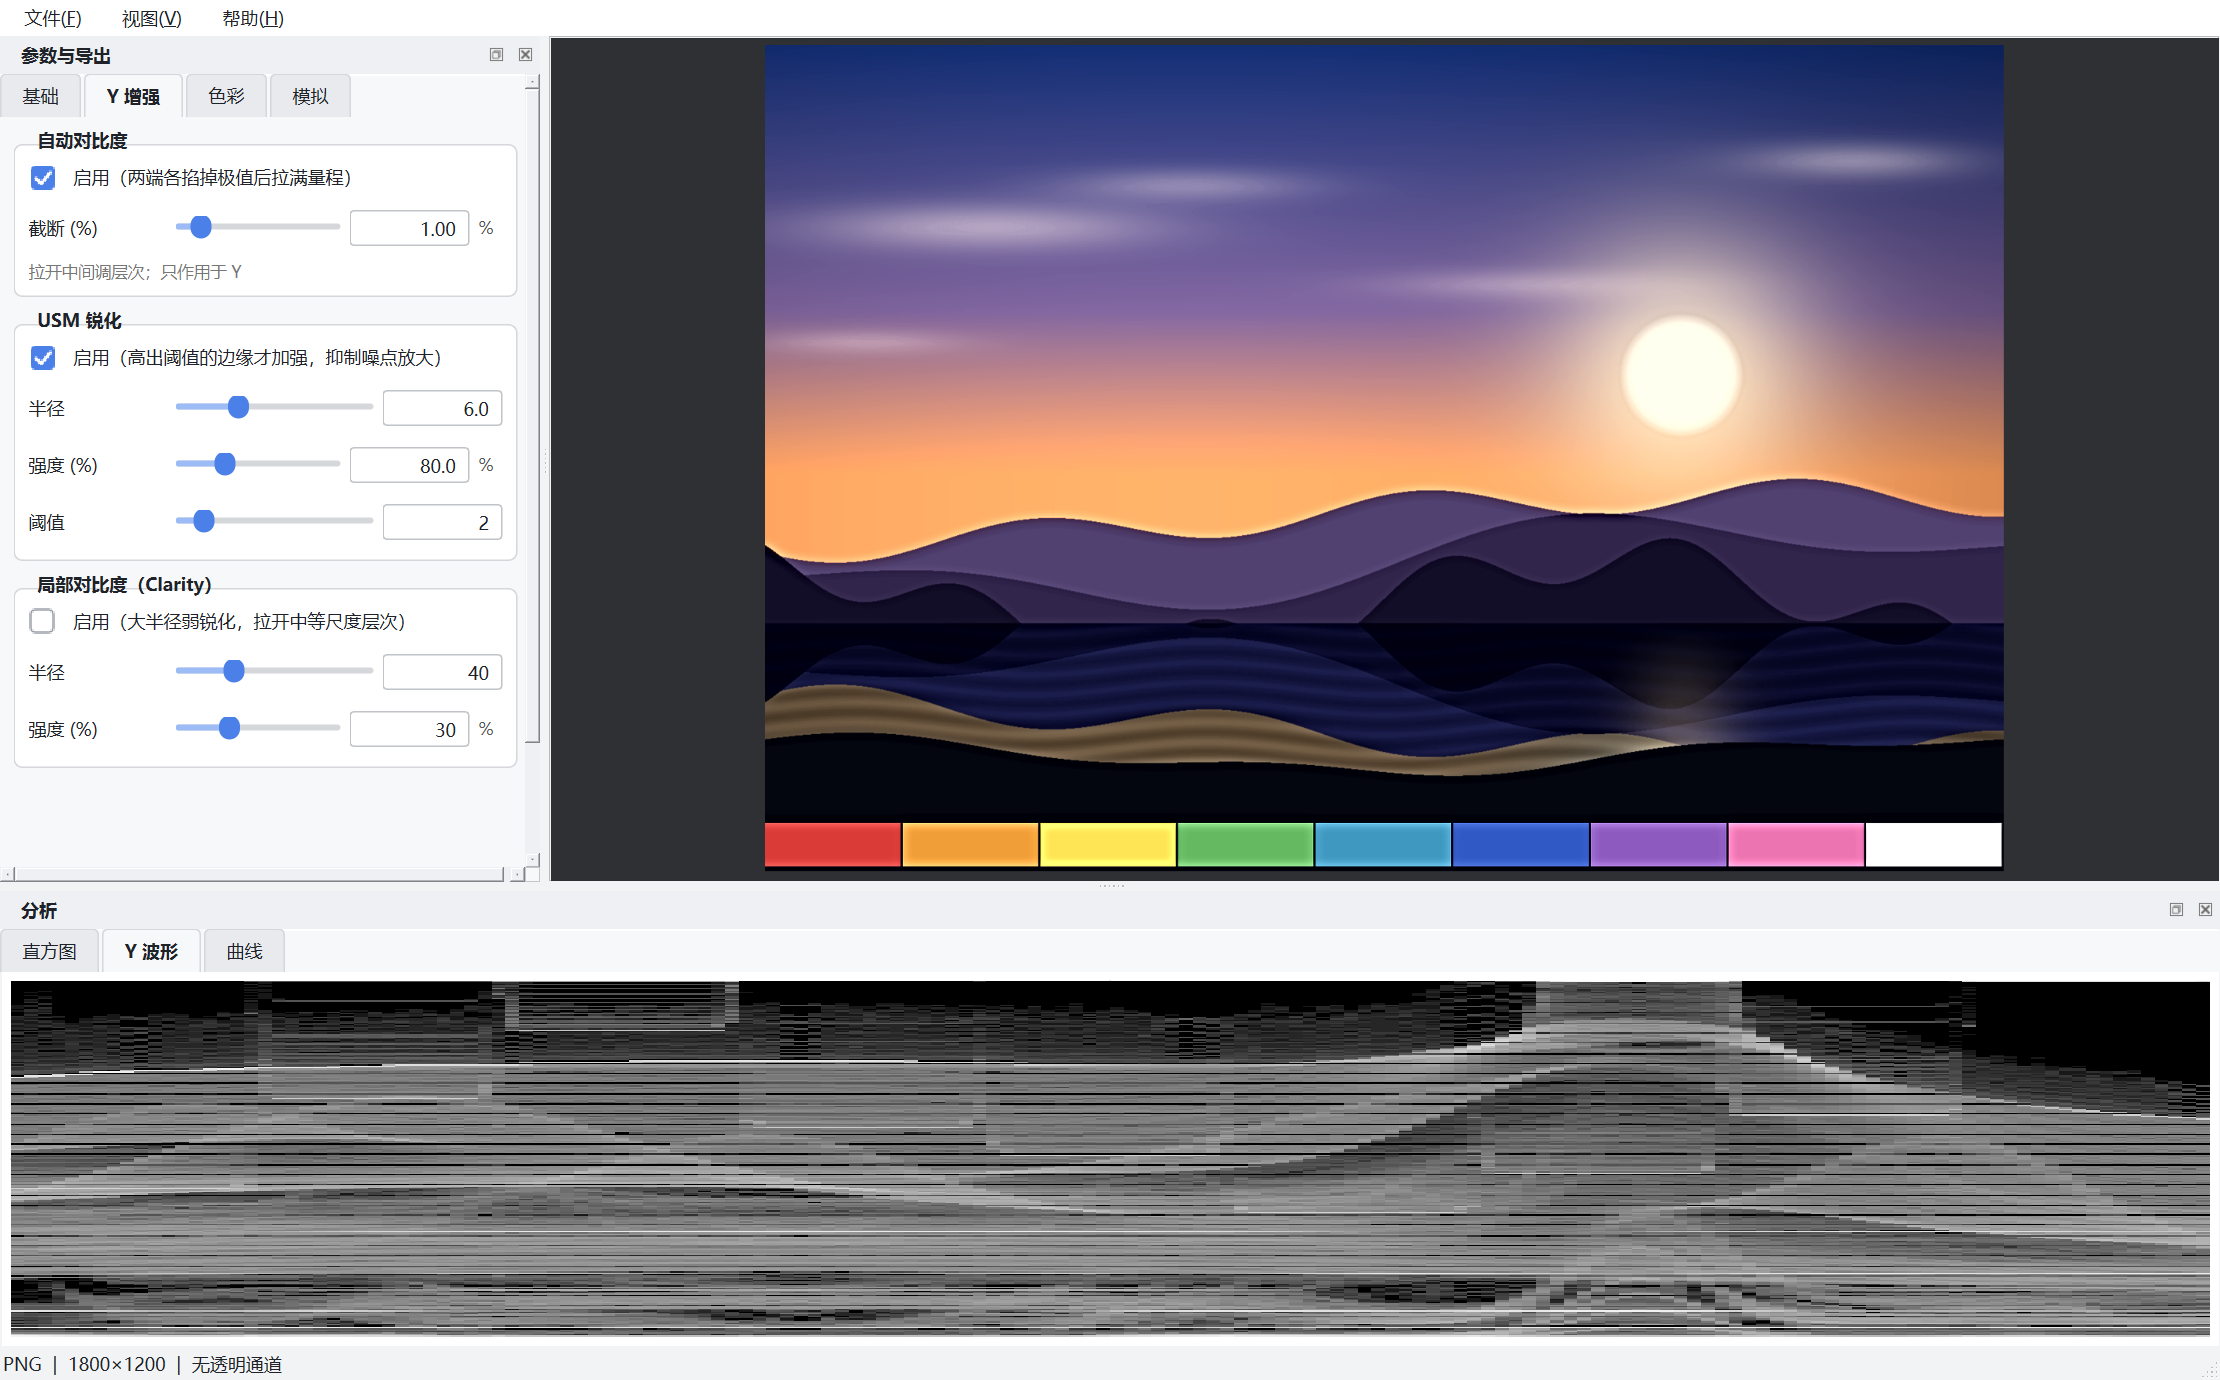 文件(F) 视图(V) 帮助(H)
参数与导出
基础 Y 增强 色彩 模拟
自动对比度
启用（两端各掐掉极值后拉满量程）
截断 (%) 1.00 %
拉开中间调层次；只作用于 Y
USM 锐化
启用（高出阈值的边缘才加强，抑制噪点放大）
半径 6.0
强度 (%) 80.0 %
阈值 2
局部对比度（Clarity）
启用（大半径弱锐化，拉开中等尺度层次）
半径 40
强度 (%) 30 %
分析
直方图 Y 波形 曲线
PNG | 1800×1200 | 无透明通道